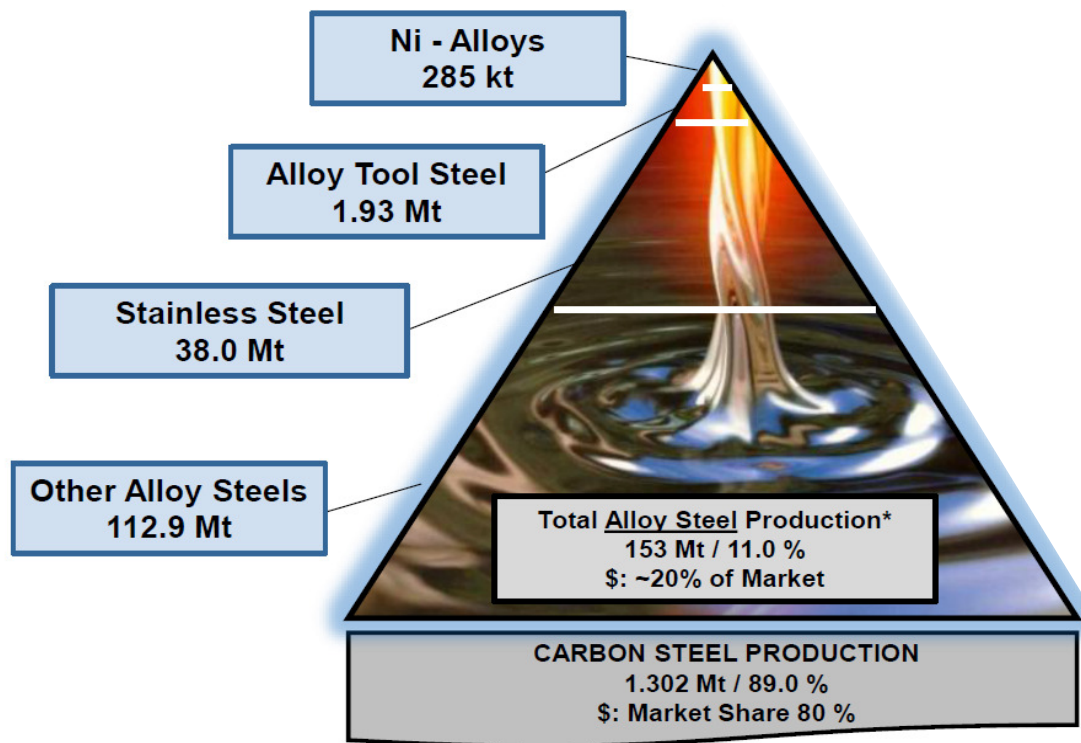 Ni - Alloys
285 kt
Alloy Tool Steel
1.93 Mt
Stainless Steel
38.0 Mt
Other Alloy Steels
112.9 Mt
Total Alloy Steel Production*
153 Mt / 11.0 %
$: ~20% of Market
CARBON STEEL PRODUCTION
1.302 Mt / 89.0 %
$: Market Share 80 %